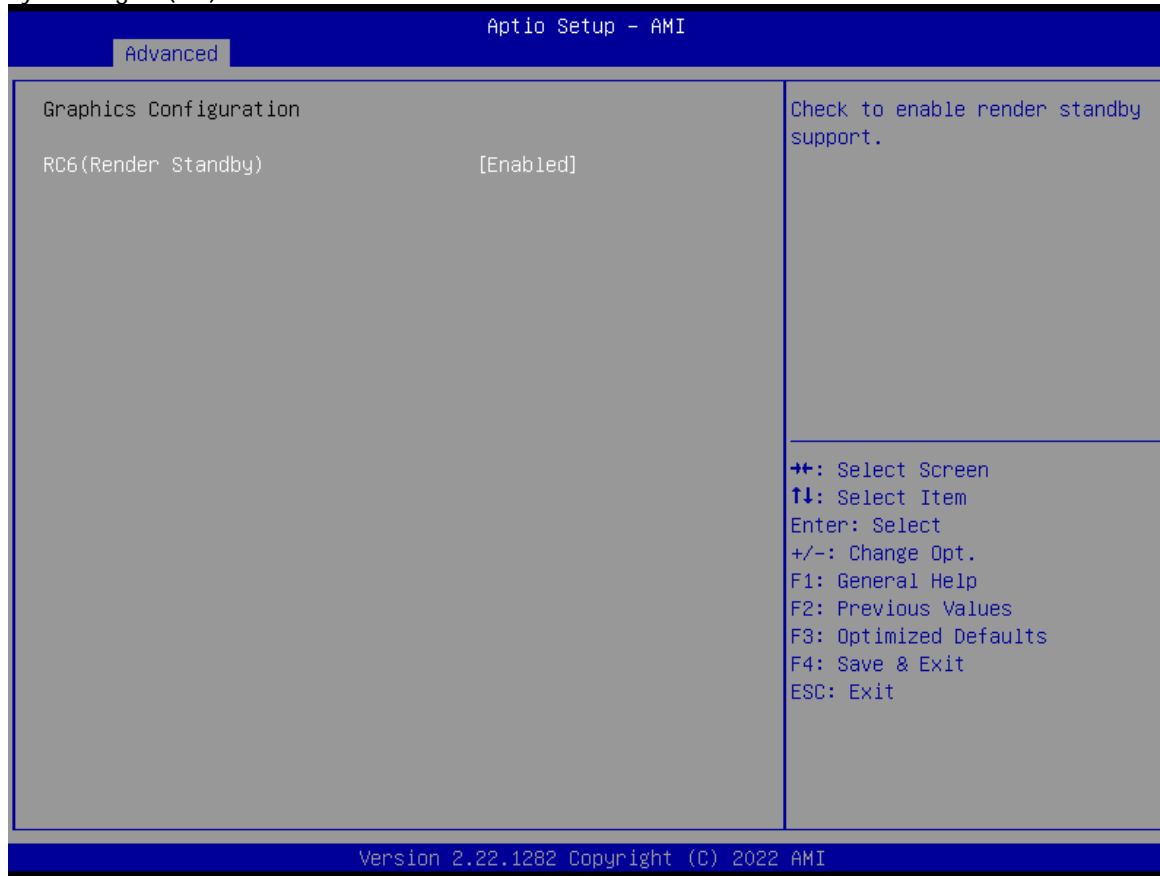 Aptio Setup - AMI
Advanced
Graphics Configuration
RC6(Render Standby) [Enabled]
Check to enable render standby
support.
→←: Select Screen
↑↓: Select Item
Enter: Select
+/-: Change Opt.
F1: General Help
F2: Previous Values
F3: Optimized Defaults
F4: Save & Exit
ESC: Exit
Version 2.22.1282 Copyright (C) 2022 AMI